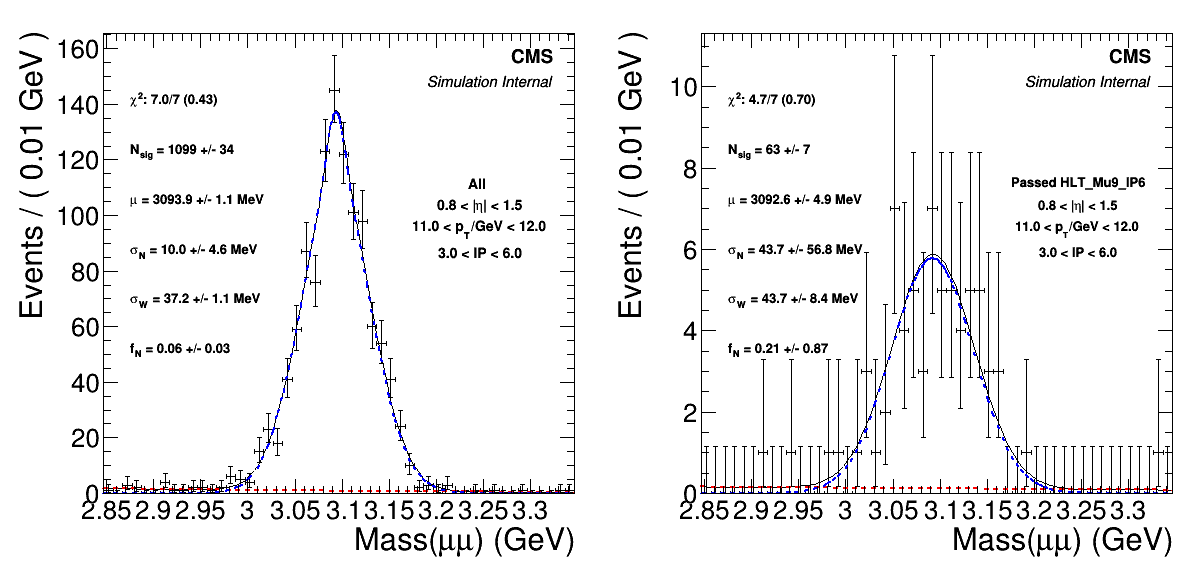 Events / ( 0.01 GeV )
160
140
120
100
80
60
40
20
0
CMS
Simulation Internal
χ²: 7.0/7 (0.43)
N_sig = 1099 +/- 34
μ = 3093.9 +/- 1.1 MeV
σ_N = 10.0 +/- 4.6 MeV
σ_W = 37.2 +/- 1.1 MeV
f_N = 0.06 +/- 0.03
All
0.8 < |η| < 1.5
11.0 < p_T/GeV < 12.0
3.0 < IP < 6.0
2.85 2.9 2.95 3 3.05 3.1 3.15 3.2 3.25 3.3
Mass(μμ) (GeV)
Events / ( 0.01 GeV )
10
8
6
4
2
0
CMS
Simulation Internal
χ²: 4.7/7 (0.70)
N_sig = 63 +/- 7
μ = 3092.6 +/- 4.9 MeV
σ_N = 43.7 +/- 56.8 MeV
σ_W = 43.7 +/- 8.4 MeV
f_N = 0.21 +/- 0.87
Passed HLT_Mu9_IP6
0.8 < |η| < 1.5
11.0 < p_T/GeV < 12.0
3.0 < IP < 6.0
2.85 2.9 2.95 3 3.05 3.1 3.15 3.2 3.25 3.3
Mass(μμ) (GeV)